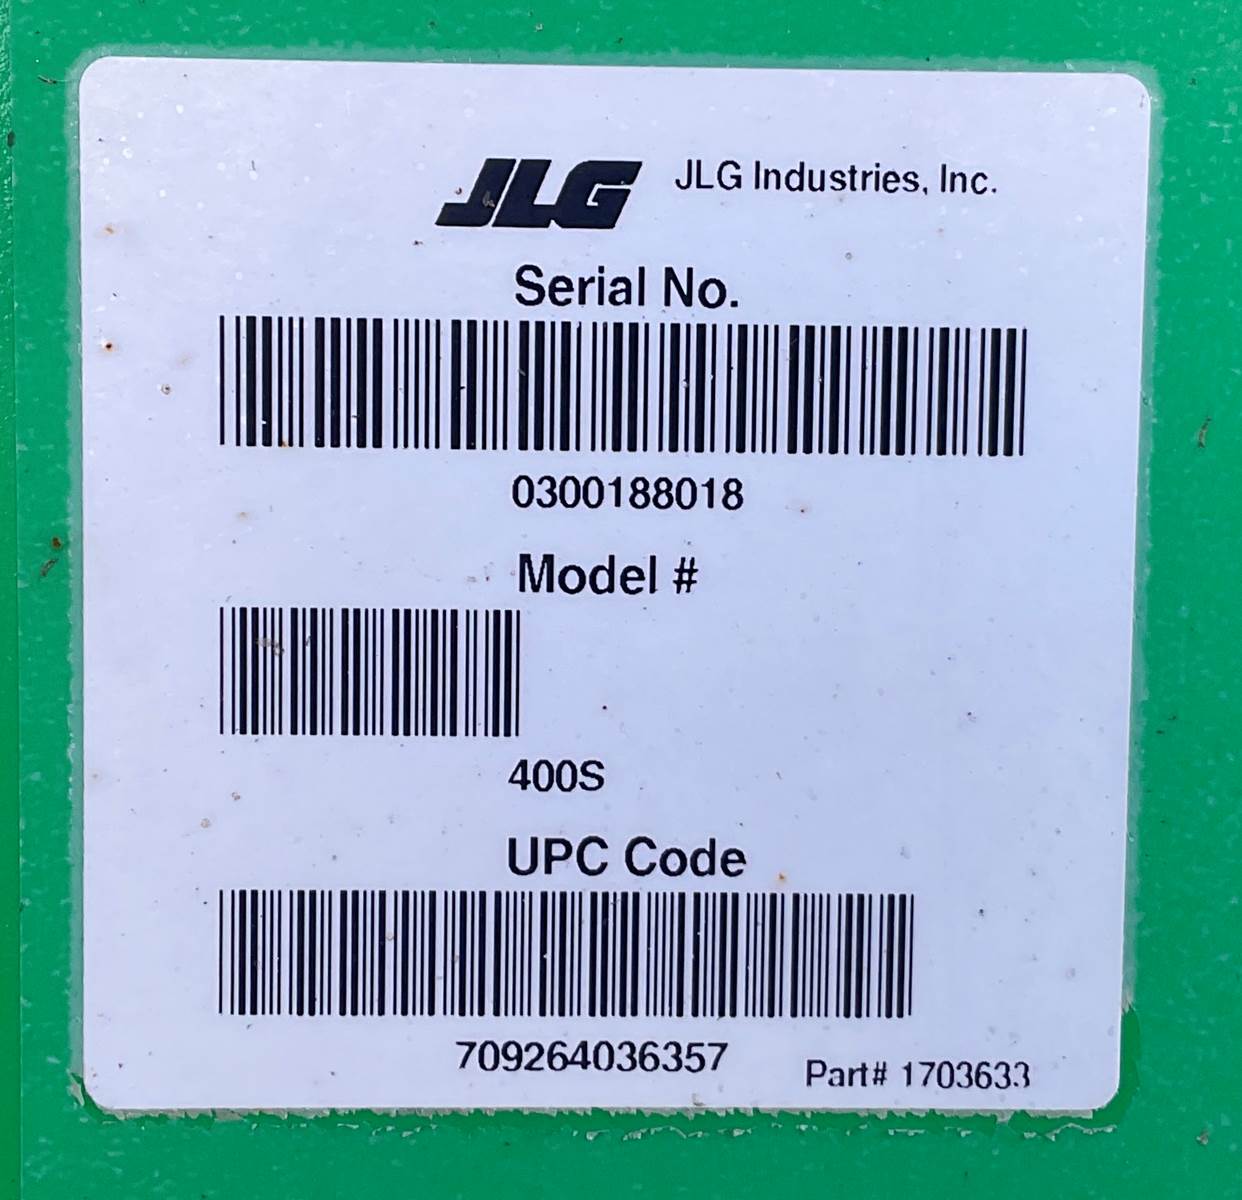 JLG JLG Industries, Inc.
Serial No.
0300188018
Model #
400S
UPC Code
709264036357
Part# 1703633